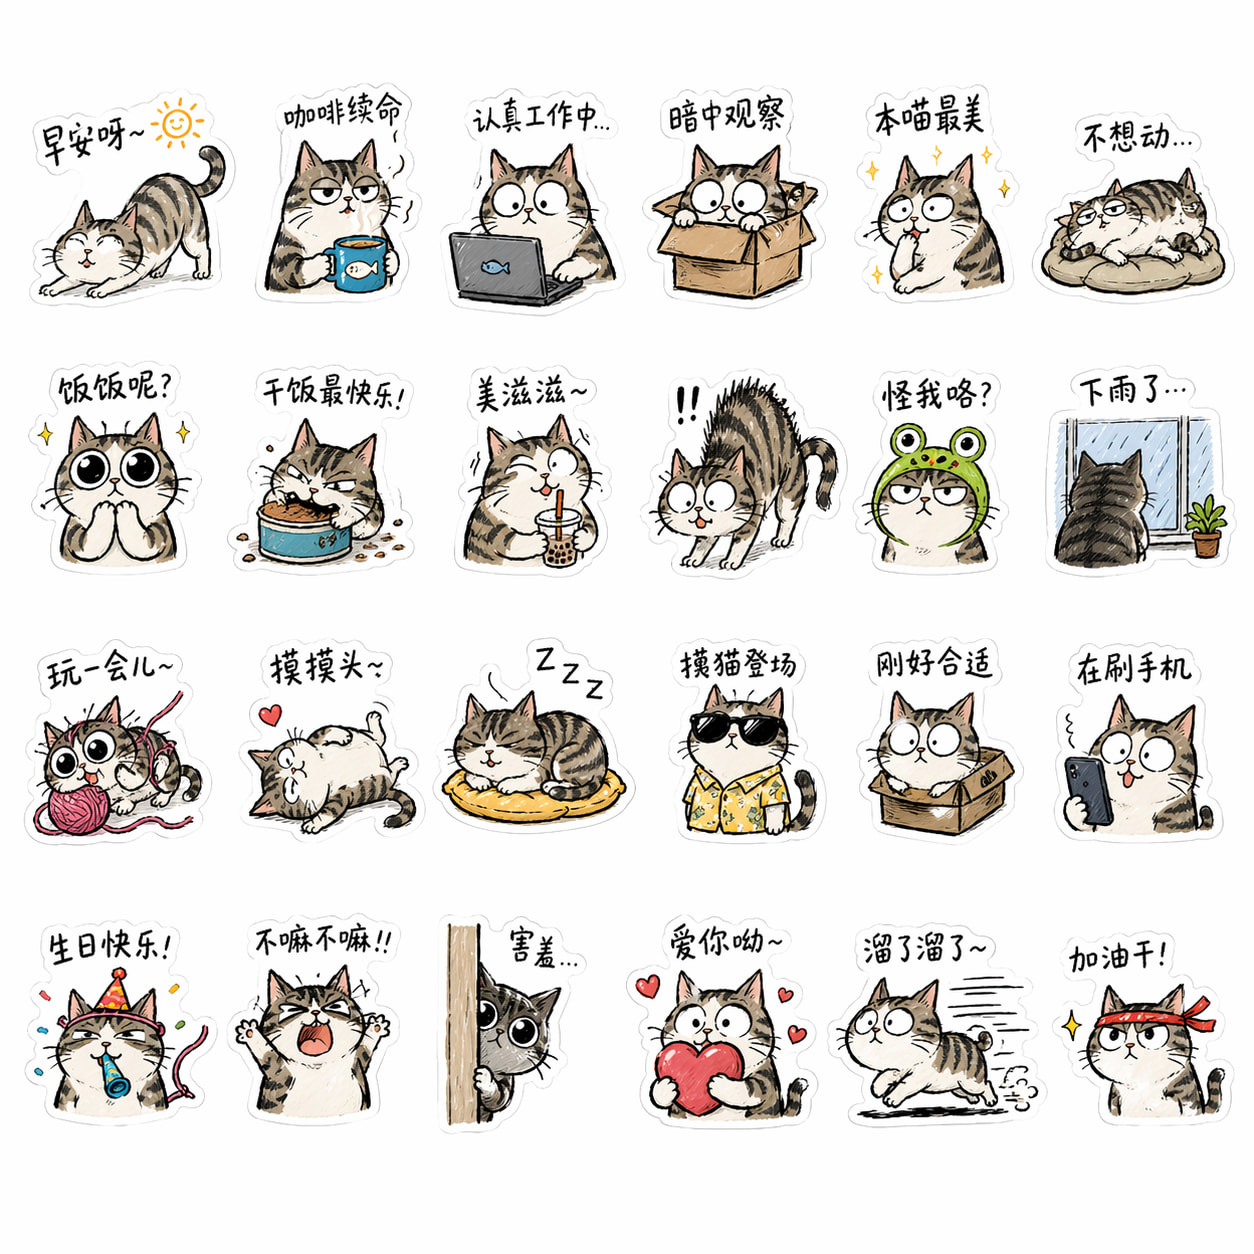 早安呀~
咖啡续命
认真工作中...
暗中观察
本喵最美
不想动...
饭饭呢？
干饭最快乐！
美滋滋~
!!
怪我咯？
下雨了...
玩一会儿~
摸摸头~
Z Z Z
摸猫登场
刚好合适
在刷手机
生日快乐！
不嘛不嘛!!
害羞...
爱你呦~
溜了溜了~
加油干！